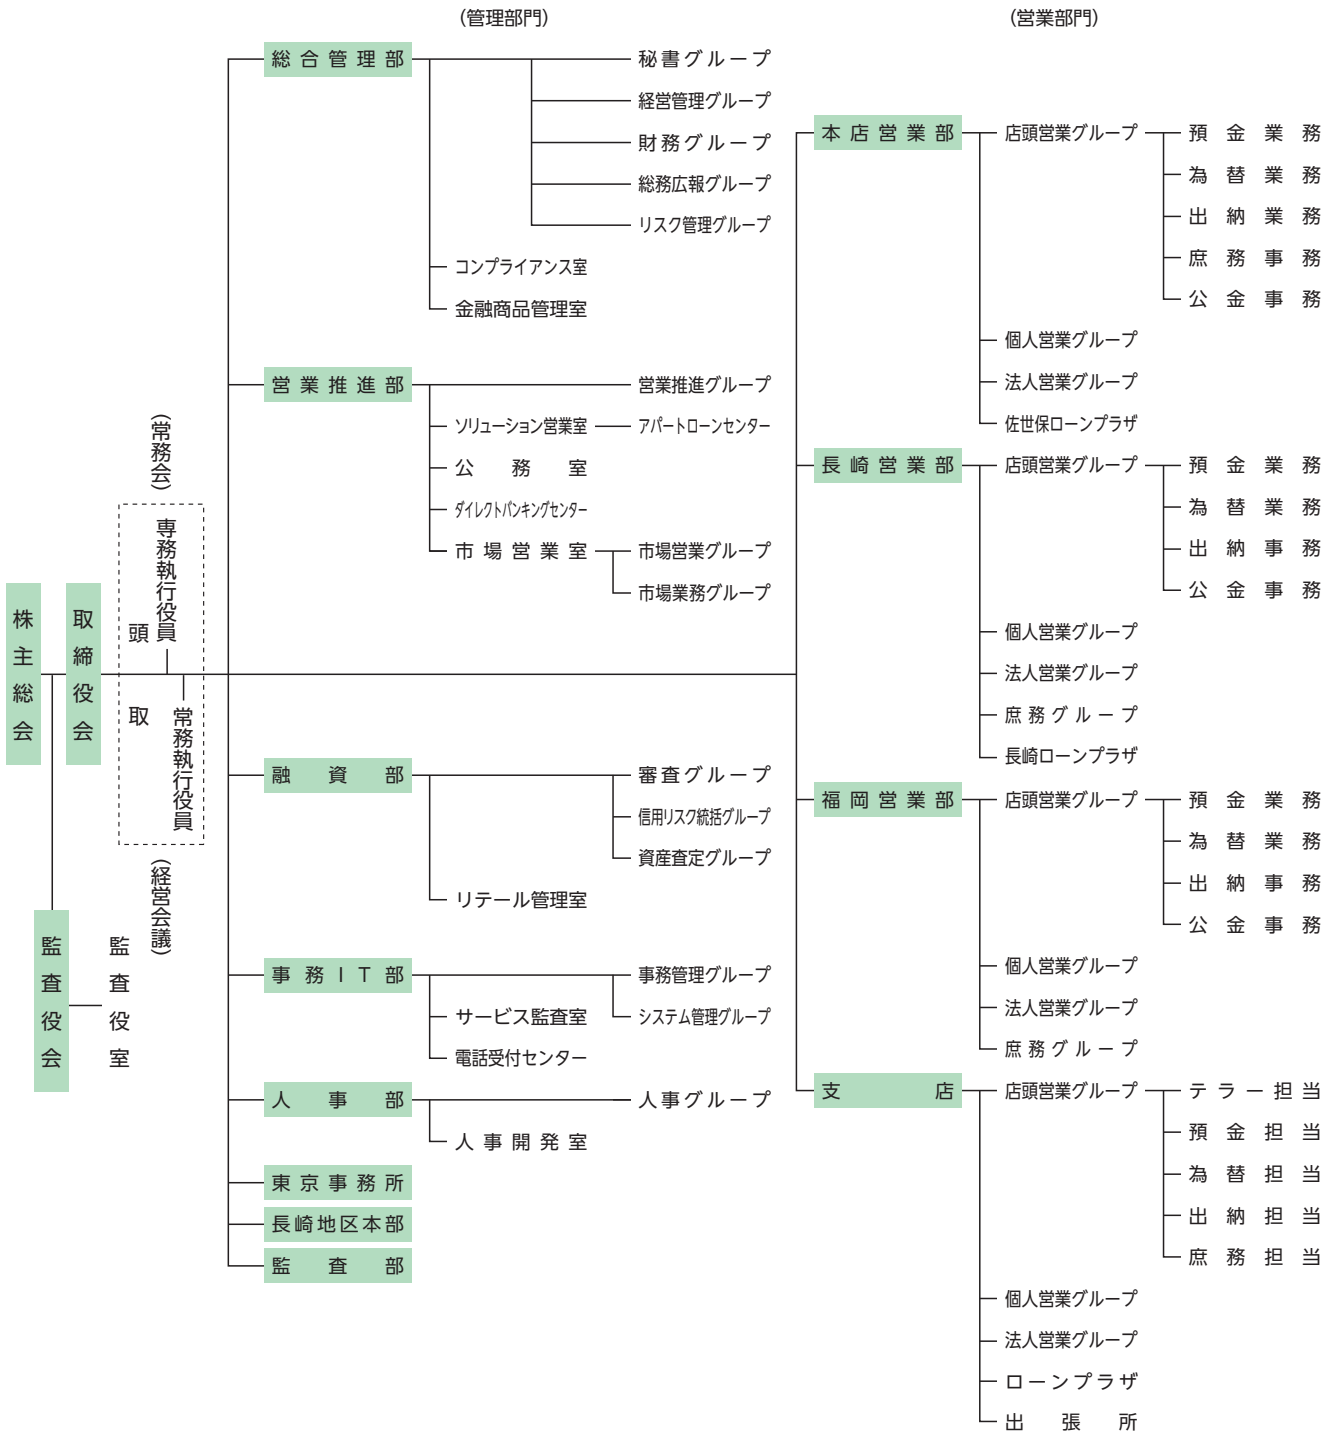 (管理部門)
総合管理部
秘書グループ
経営管理グループ
財務グループ
総務広報グループ
リスク管理グループ
コンプライアンス室
金融商品管理室
営業推進部
営業推進グループ
ソリューション営業室
アパートローンセンター
公務室
ダイレクトバンキングセンター
市場営業室
市場営業グループ
市場業務グループ
株主総会
取締役会
(常務会)
専務執行役員
頭取
常務執行役員
(経営会議)
監査役会
監査役室
融資部
審査グループ
信用リスク統括グループ
資産査定グループ
リテール管理室
事務IT部
事務管理グループ
サービス監査室
システム管理グループ
電話受付センター
人事部
人事グループ
人事開発室
東京事務所
長崎地区本部
監査部
(営業部門)
本店営業部
店頭営業グループ
預金業務
為替業務
出納業務
庶務事務
公金事務
個人営業グループ
法人営業グループ
佐世保ローンプラザ
長崎営業部
店頭営業グループ
預金業務
為替業務
出納事務
公金事務
個人営業グループ
法人営業グループ
庶務グループ
長崎ローンプラザ
福岡営業部
店頭営業グループ
預金業務
為替業務
出納事務
公金事務
個人営業グループ
法人営業グループ
庶務グループ
支店
店頭営業グループ
テラー担当
預金担当
為替担当
出納担当
庶務担当
個人営業グループ
法人営業グループ
ローンプラザ
出張所